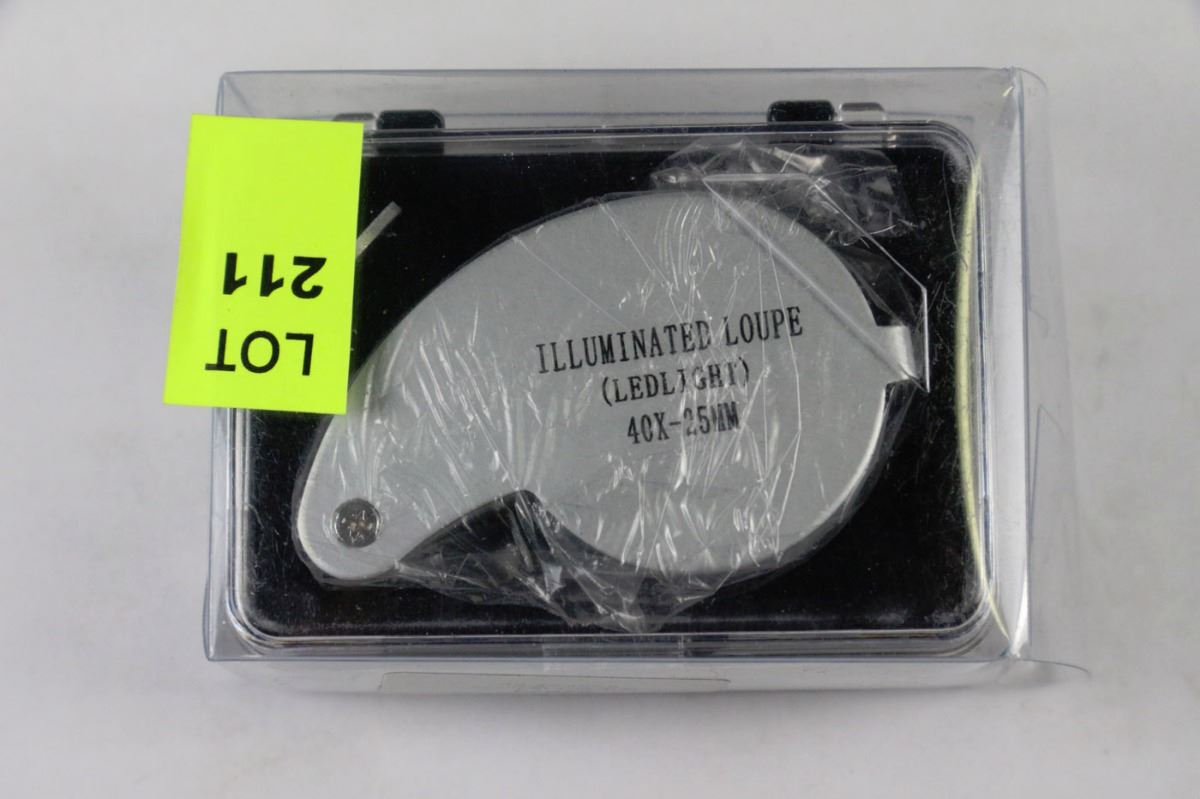 LOT
211
ILLUMINATED LOUPE
(LEDLIGHT)
40X-25MM